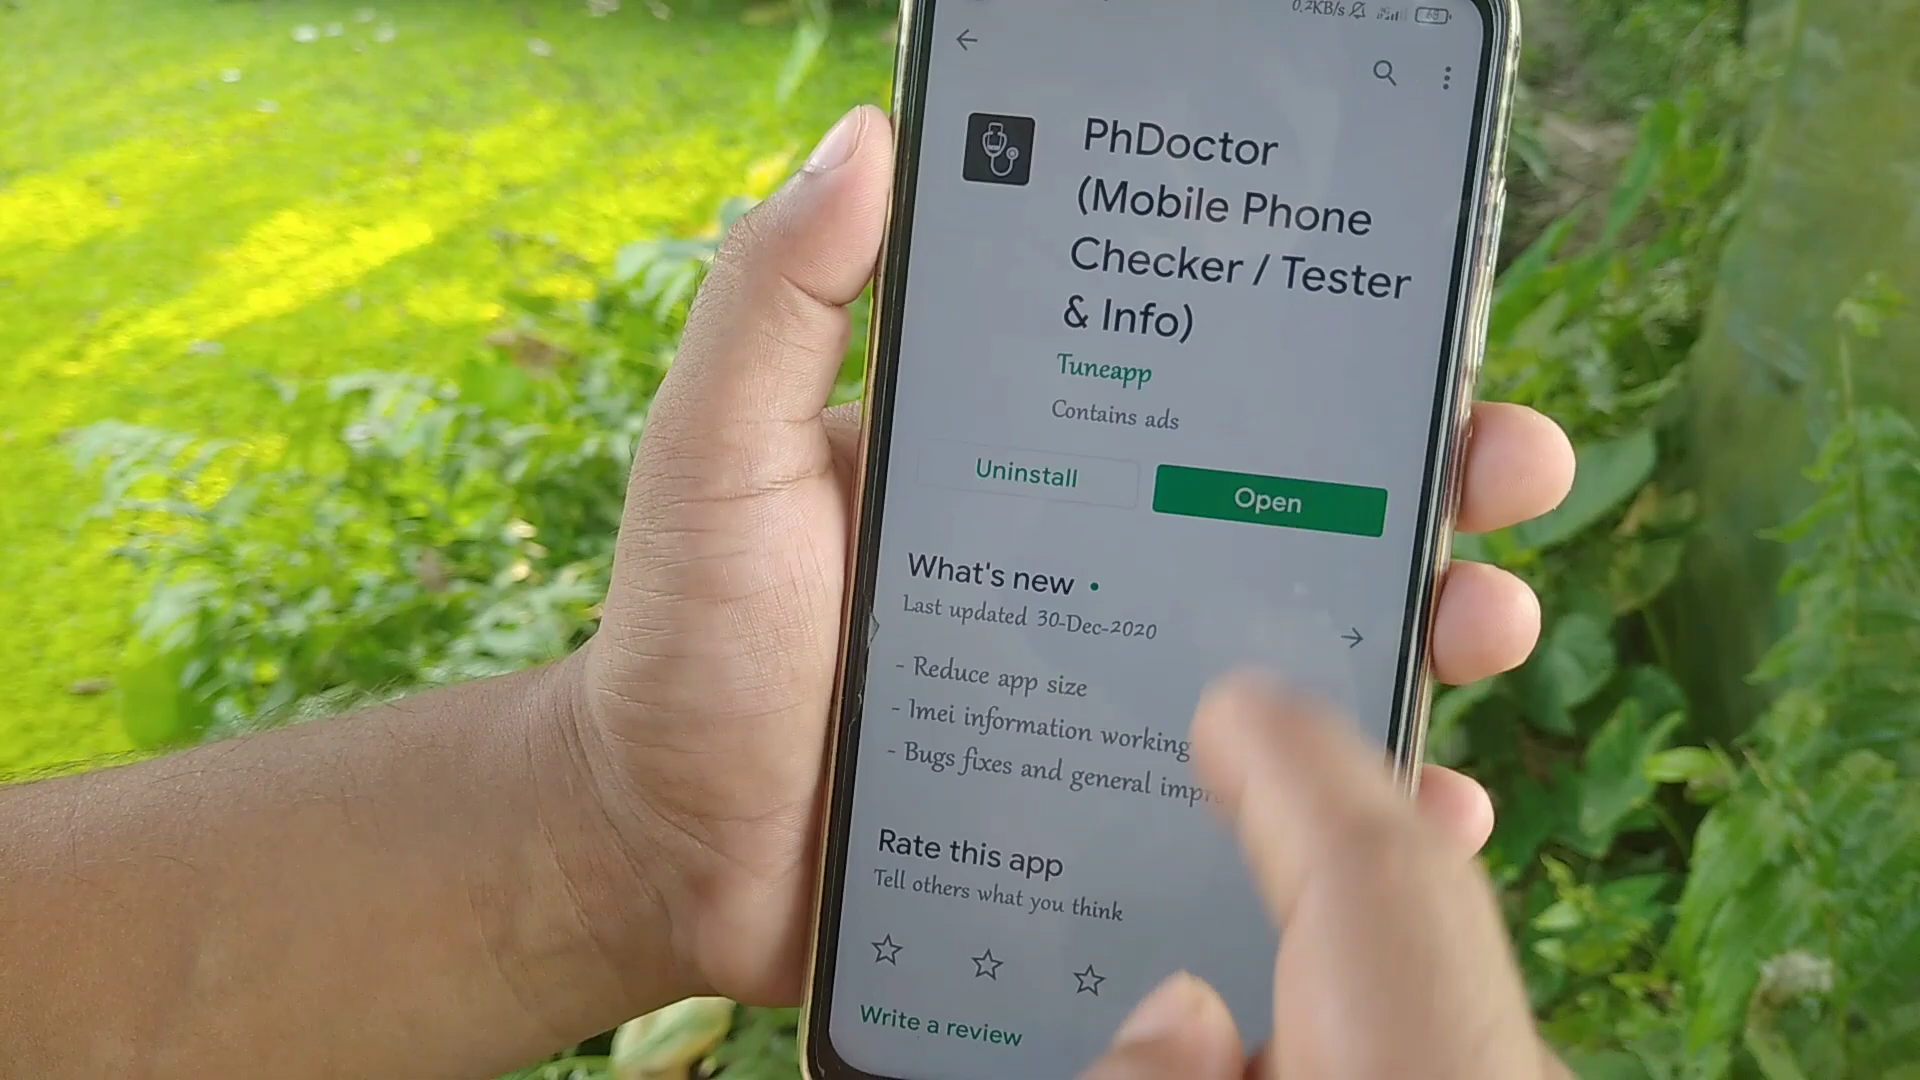 0.2KB/s
PhDoctor
(Mobile Phone
Checker / Tester
& Info)
Tuneapp
Contains ads
Uninstall
Open
What's new
Last updated 30-Dec-2020
- Reduce app size
- Imei information working
- Bugs fixes and general
Rate this app
Tell others what you think
Write a review